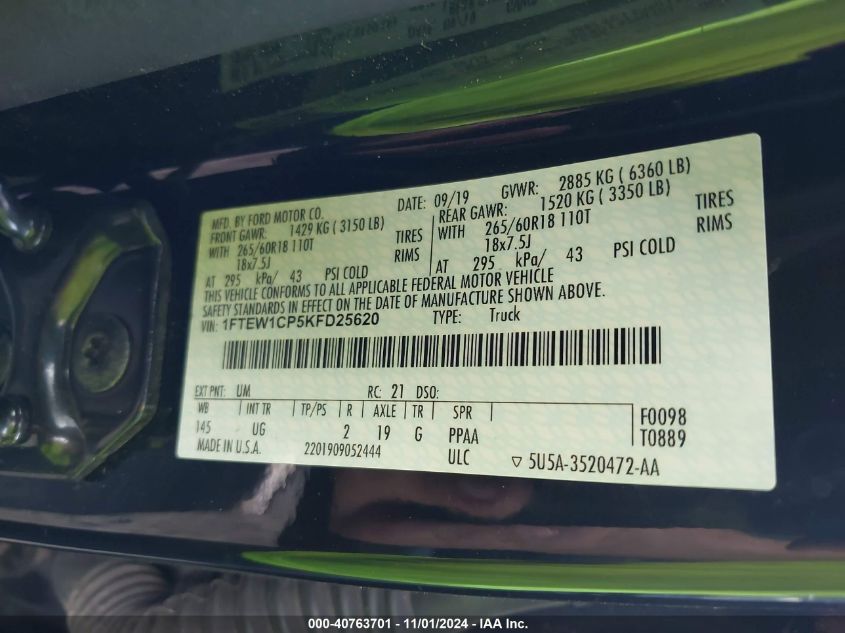 MFD. BY FORD MOTOR CO.
DATE: 09/19 GVWR: 2885 KG ( 6360 LB)
FRONT GAWR: 1429 KG ( 3150 LB)
REAR GAWR: 1520 KG ( 3350 LB)
WITH 265/60R18 110T TIRES
WITH 265/60R18 110T TIRES
18x7.5J RIMS
18x7.5J RIMS
AT 295 kPa/ 43 PSI COLD
AT 295 kPa/ 43 PSI COLD
THIS VEHICLE CONFORMS TO ALL APPLICABLE FEDERAL MOTOR VEHICLE
SAFETY STANDARDS IN EFFECT ON THE DATE OF MANUFACTURE SHOWN ABOVE.
VIN: 1FTEW1CP5KFD25620 TYPE: Truck
EXT PNT: UM RC: 21 DSO:
WB INT TR TP/PS R AXLE TR SPR
145 UG 2 19 G PPAA
F0098
T0889
MADE IN U.S.A. 2201909052444 ULC 5U5A-3520472-AA
000-40763701 - 11/01/2024 - IAA Inc.